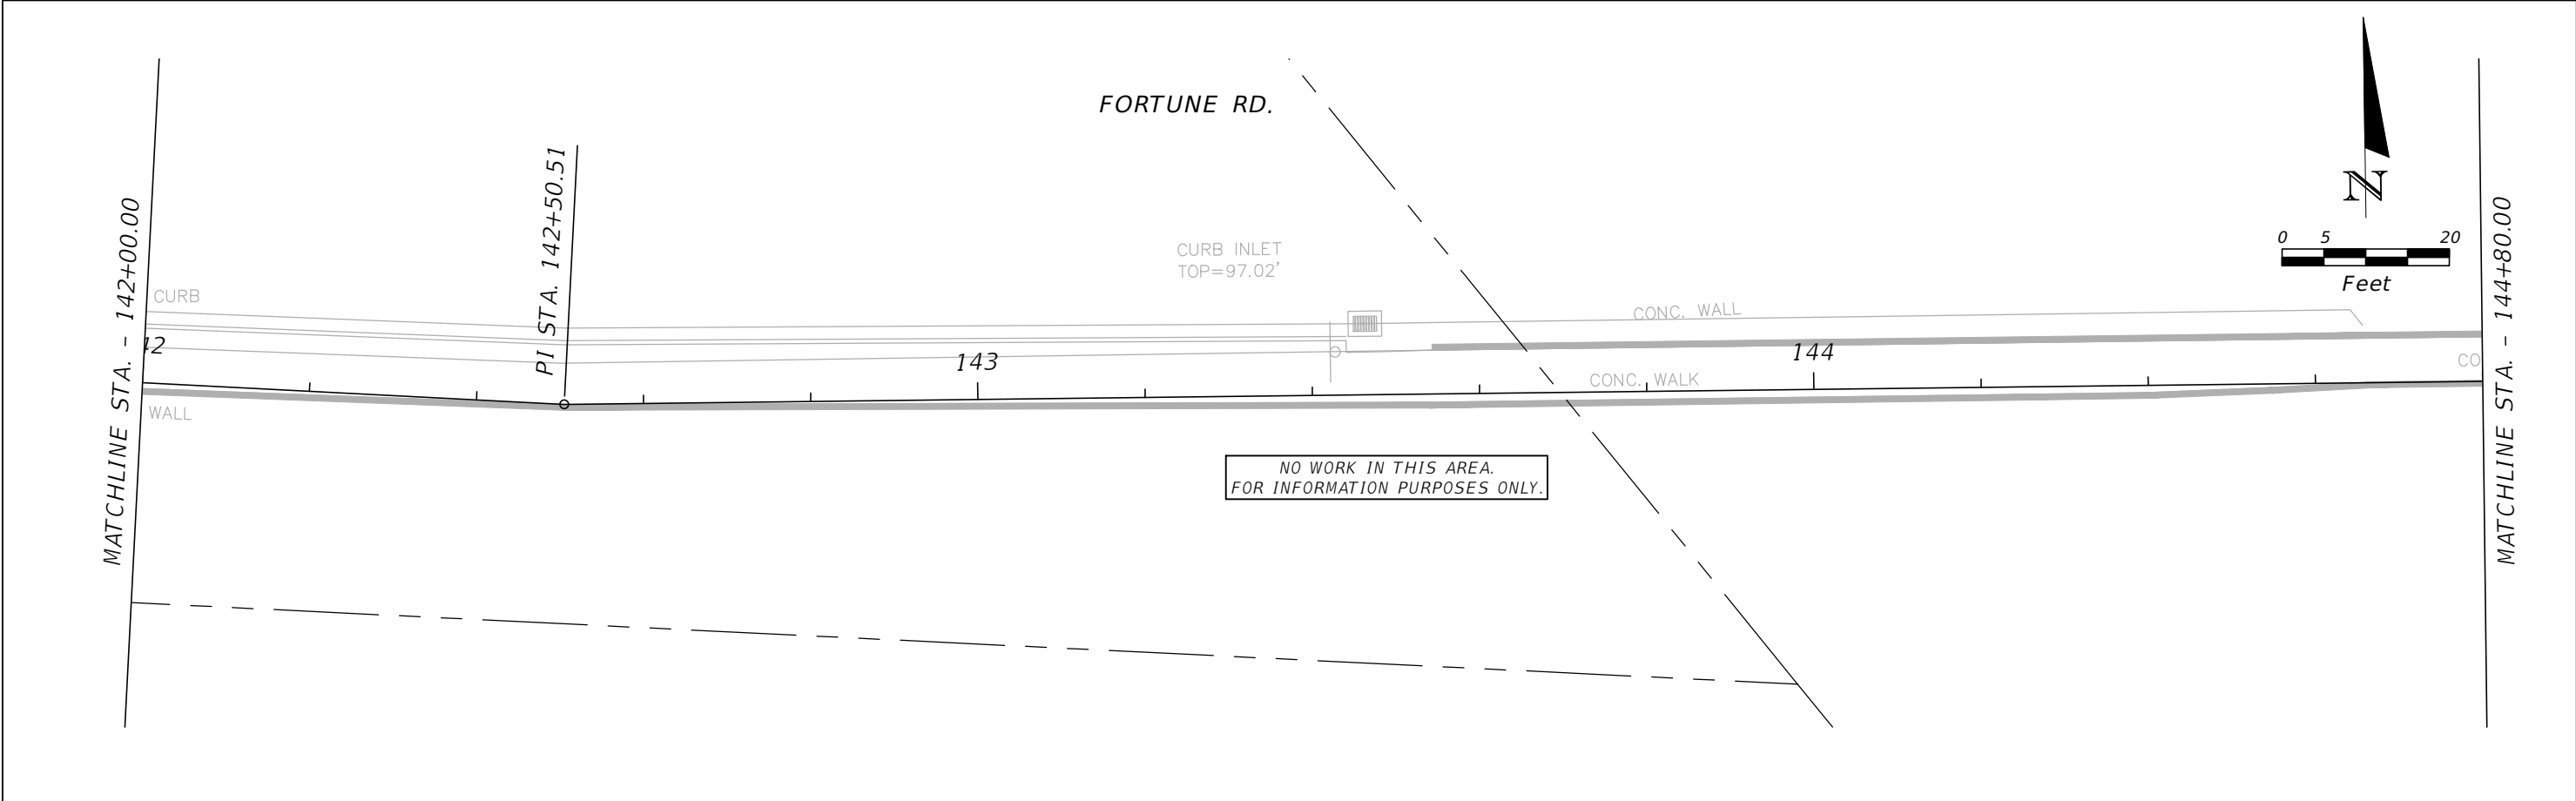 FORTUNE RD.
N
0 5 20
Feet
MATCHLINE STA. - 142+00.00
PI STA. 142+50.51
MATCHLINE STA. - 144+80.00
CURB INLET
TOP=97.02'
CURB
CONC. WALL
42
143
144
CO
CONC. WALK
WALL
NO WORK IN THIS AREA.
FOR INFORMATION PURPOSES ONLY.